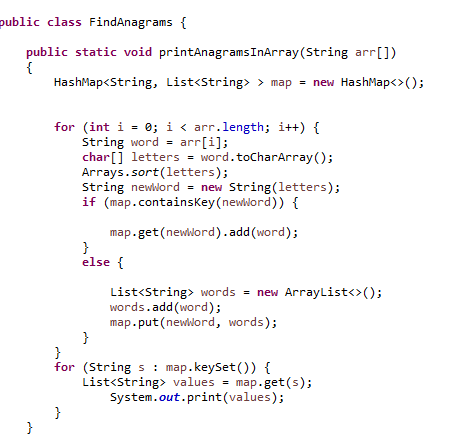 public class FindAnagrams {
public static void printAnagramsInArray(String arr[])
{
HashMap<String, List<String> > map = new HashMap<>();
for (int i = 0; i < arr.length; i++) {
String word = arr[i];
char[] letters = word.toCharArray();
Arrays.sort(letters);
String newWord = new String(letters);
if (map.containsKey(newWord)) {
map.get(newWord).add(word);
}
else {
List<String> words = new ArrayList<>();
words.add(word);
map.put(newWord, words);
}
}
for (String s : map.keySet()) {
List<String> values = map.get(s);
System.out.print(values);
}
}